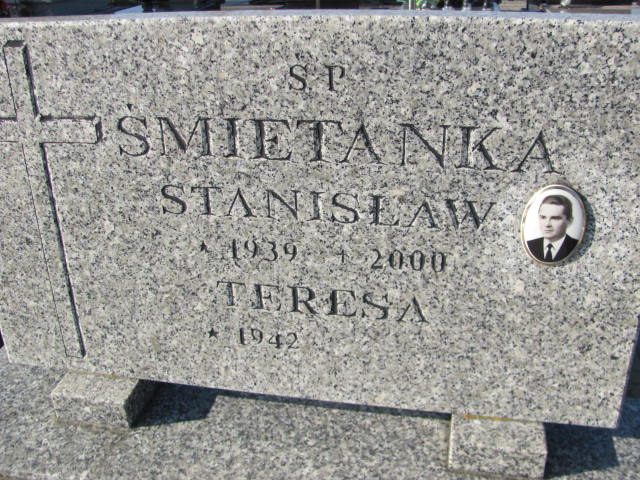 SP
ŚMIETANKA
STANISŁAW
* 1939 + 2000
TERESA
* 1942